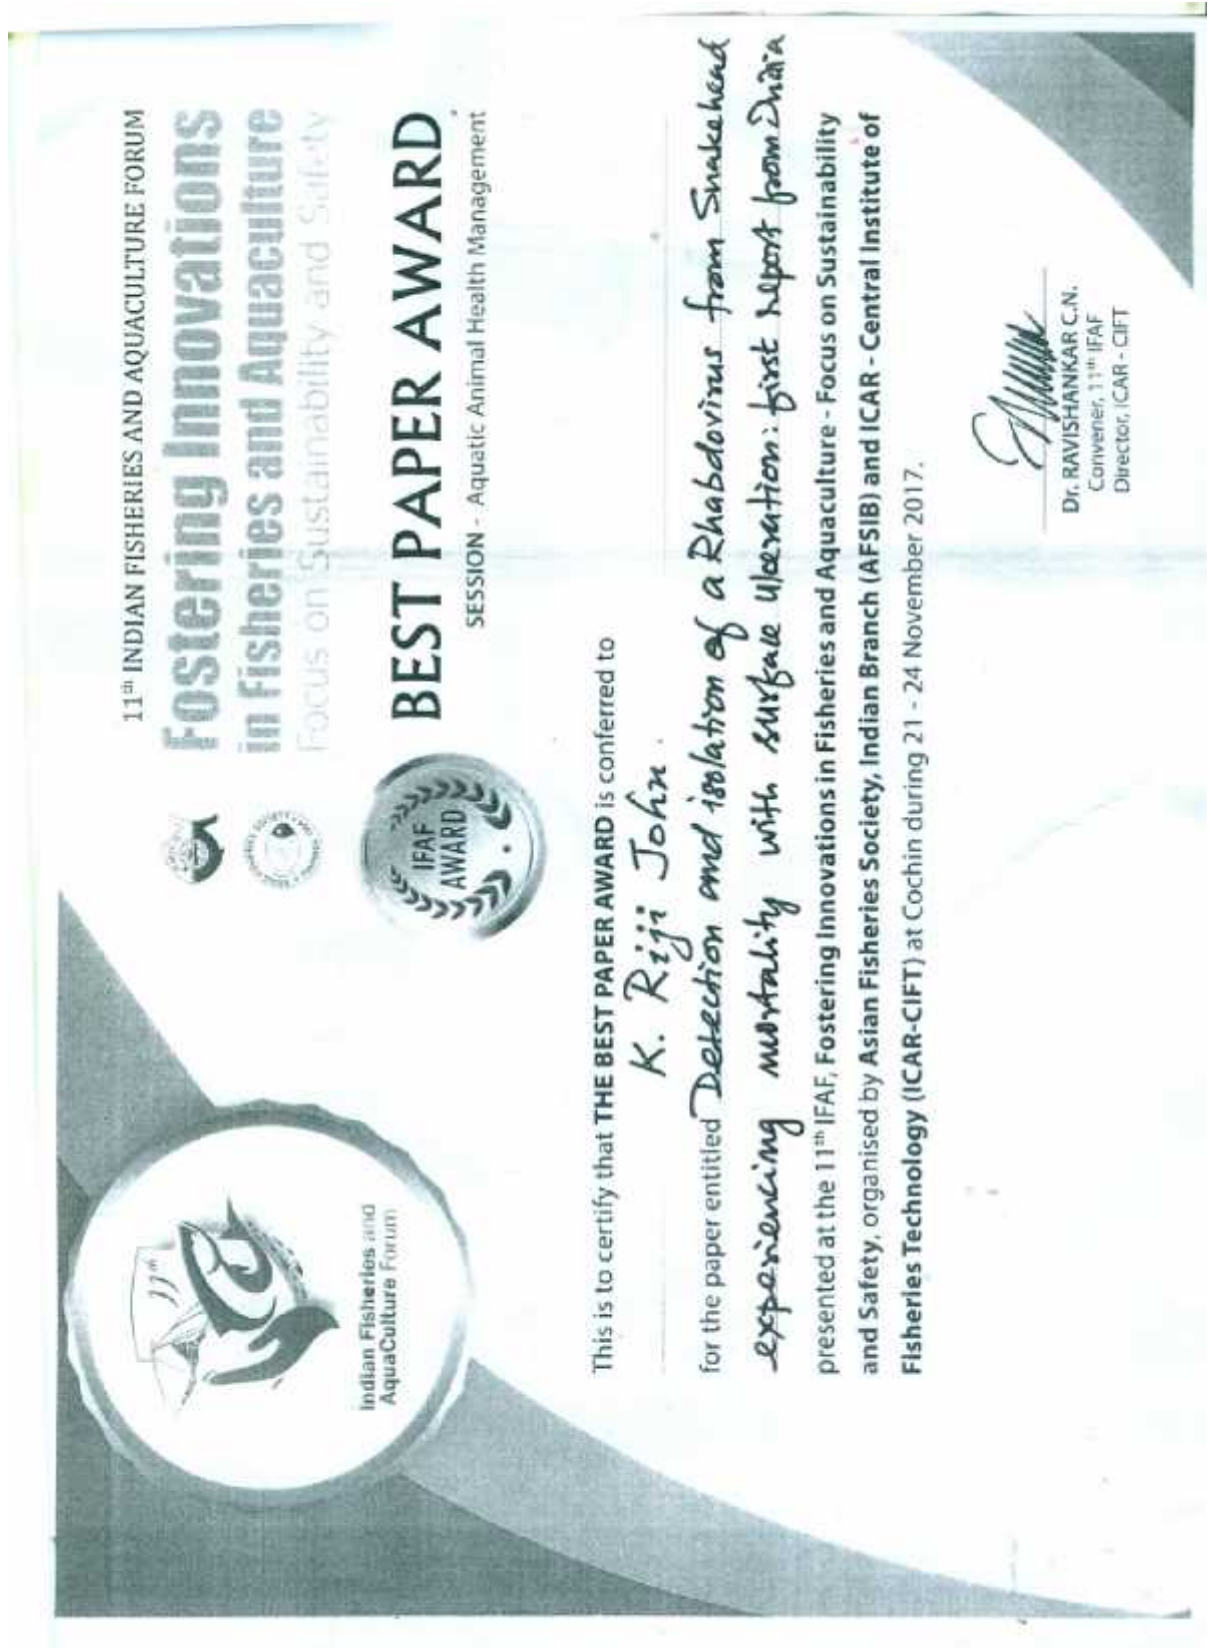 11th INDIAN FISHERIES AND AQUACULTURE FORUM
Fostering Innovations
in Fisheries and Aquaculture
Focus on Sustainability and Safety
11th
Indian Fisheries and
AquaCulture Forum
IFAF
AWARD
BEST PAPER AWARD
SESSION - Aquatic Animal Health Management
This is to certify that THE BEST PAPER AWARD is conferred to
K. Riji John.
for the paper entitled Detection and isolation of a Rhabdovirus from Snakehead
experiencing mortality with surface ulceration: first report from India
presented at the 11th IFAF, Fostering Innovations in Fisheries and Aquaculture - Focus on Sustainability
and Safety, organised by Asian Fisheries Society, Indian Branch (AFSIB) and ICAR - Central Institute of
Fisheries Technology (ICAR-CIFT) at Cochin during 21 - 24 November 2017.
Dr. RAVISHANKAR C.N.
Convener, 11th IFAF
Director, ICAR - CIFT